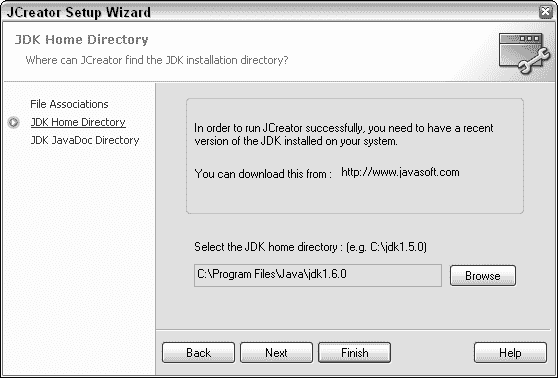 JCreator Setup Wizard
JDK Home Directory
Where can JCreator find the JDK installation directory?
File Associations
JDK Home Directory
JDK JavaDoc Directory
In order to run JCreator successfully, you need to have a recent
version of the JDK installed on your system.
You can download this from : http://www.javasoft.com
Select the JDK home directory : (e.g. C:\jdk1.5.0)
C:\Program Files\Java\jdk1.6.0
Browse
Back
Next
Finish
Help